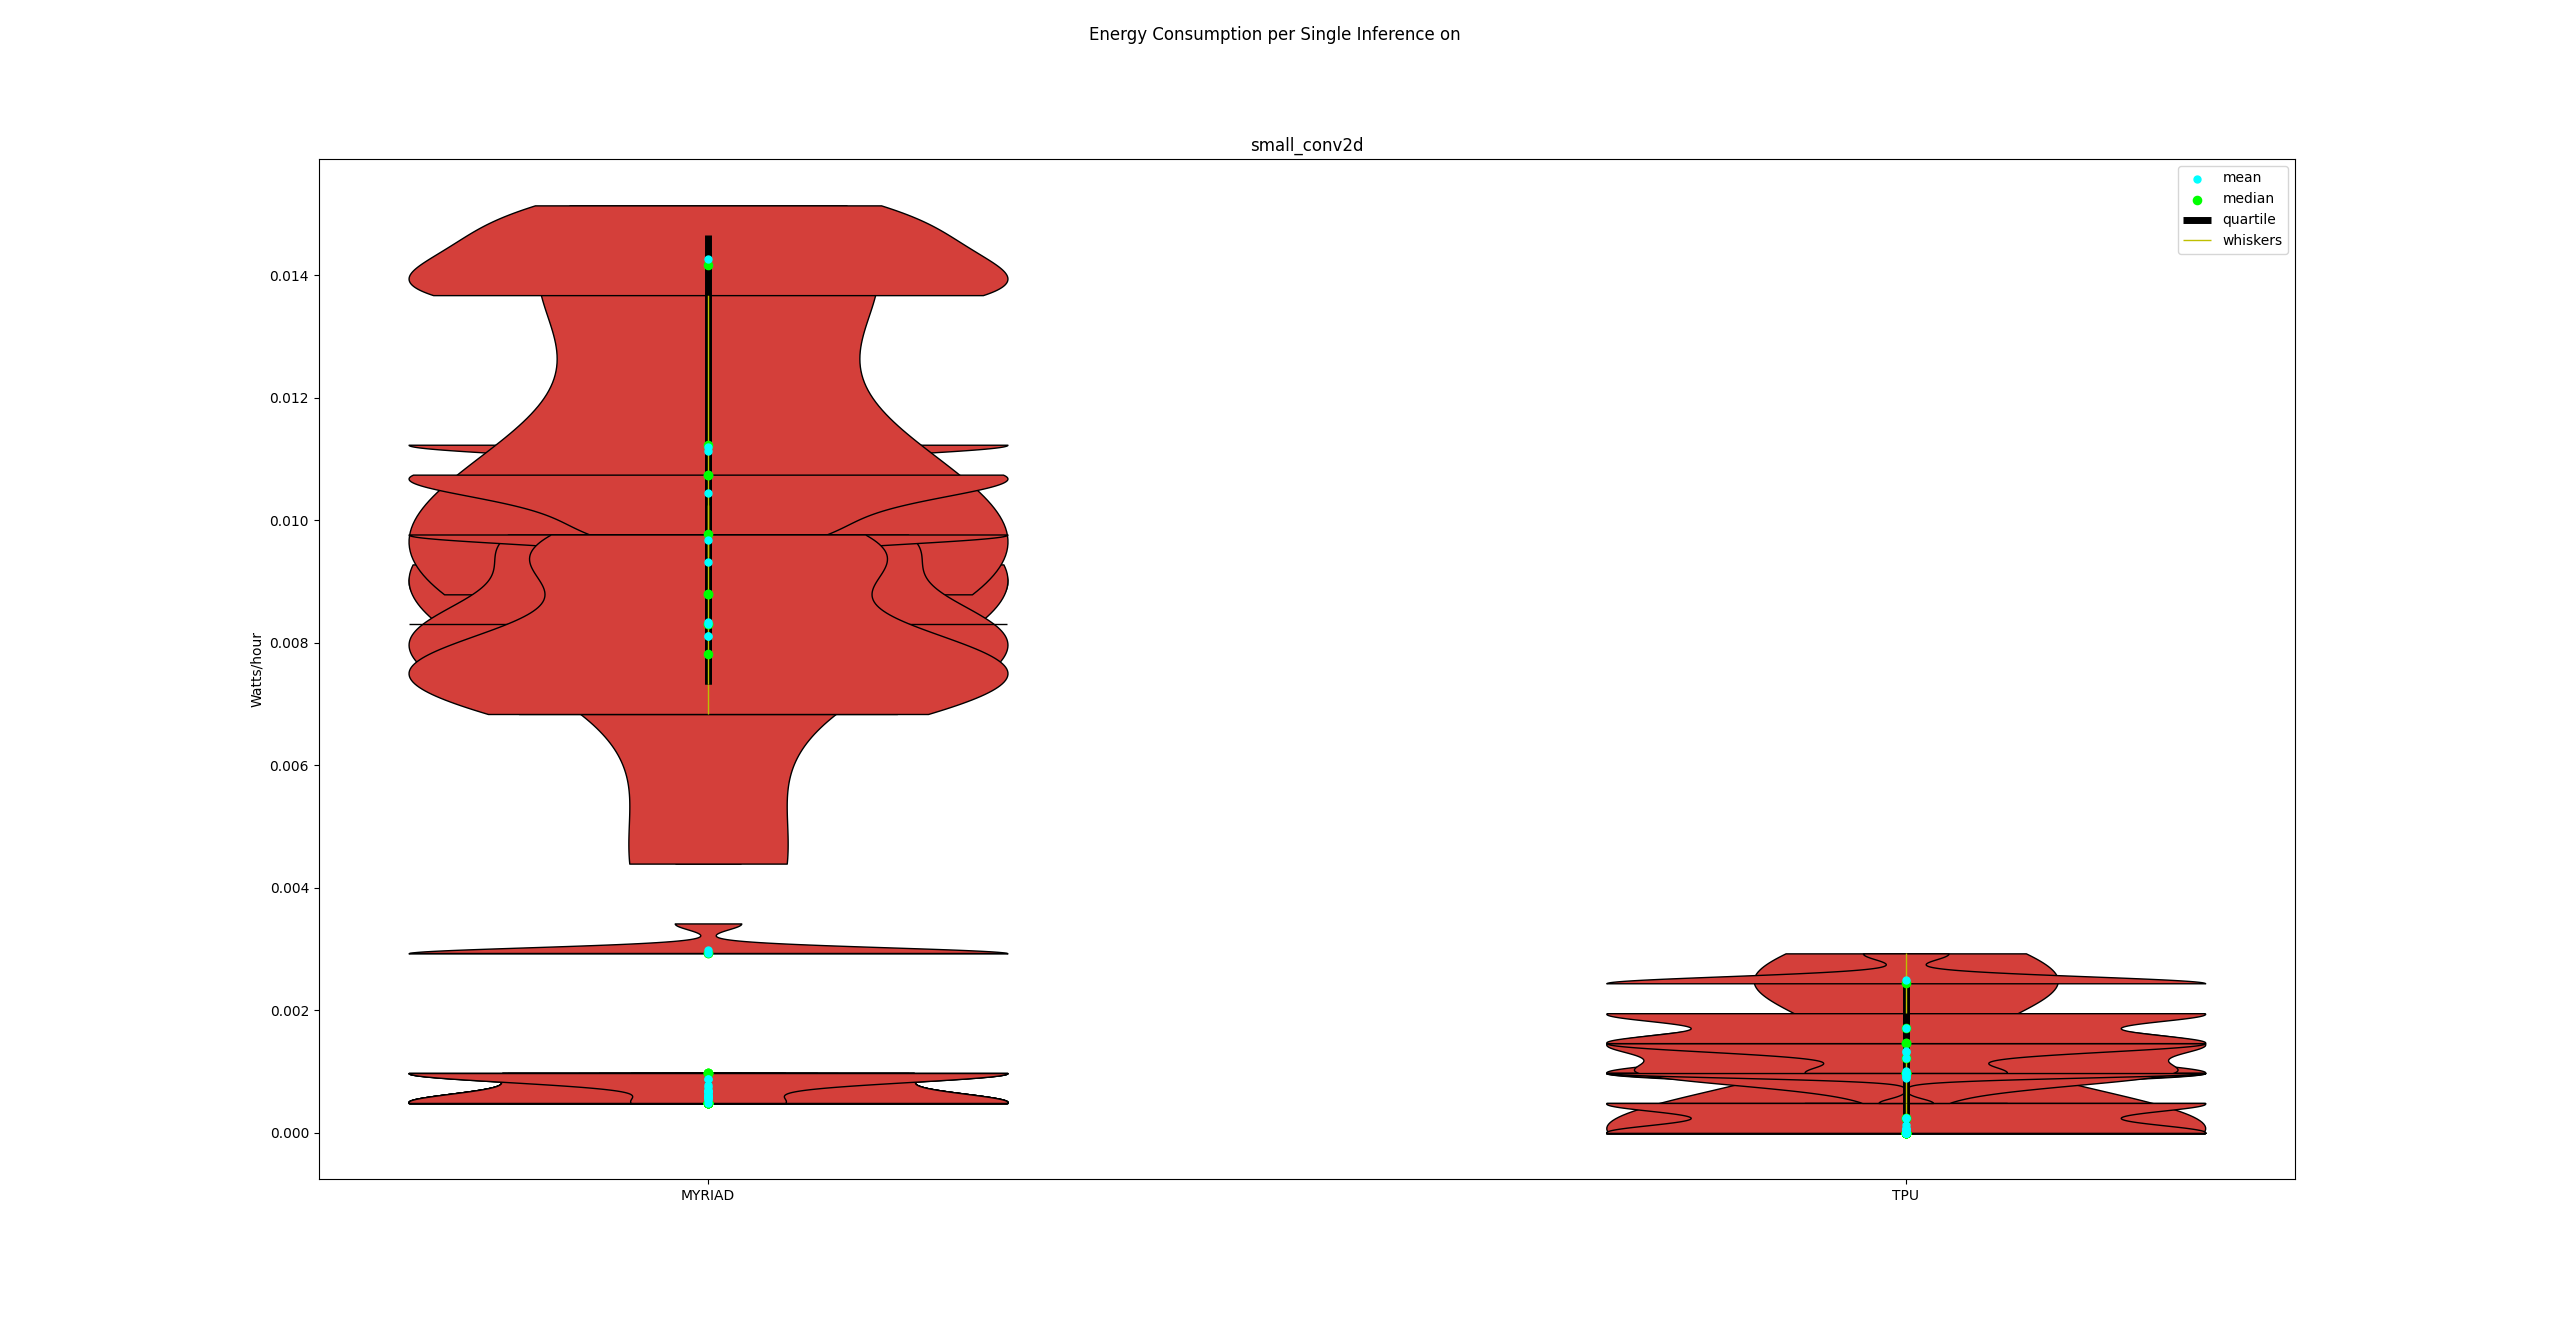 Energy Consumption per Single Inference on
small_conv2d
mean
median
quartile
whiskers
0.014
0.012
0.010
0.008
0.006
0.004
0.002
0.000
Watts/hour
MYRIAD
TPU